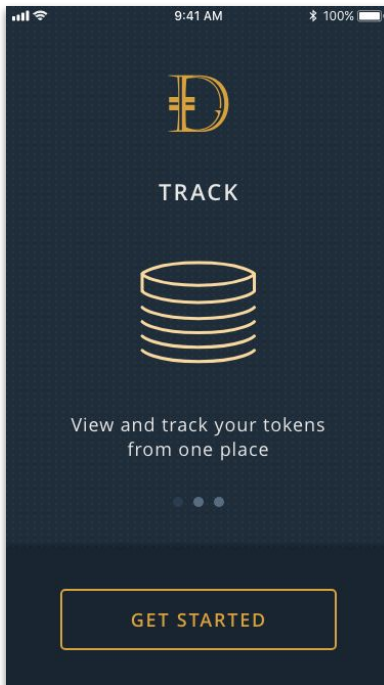 9:41 AM
100%
TRACK
View and track your tokens
from one place
GET STARTED